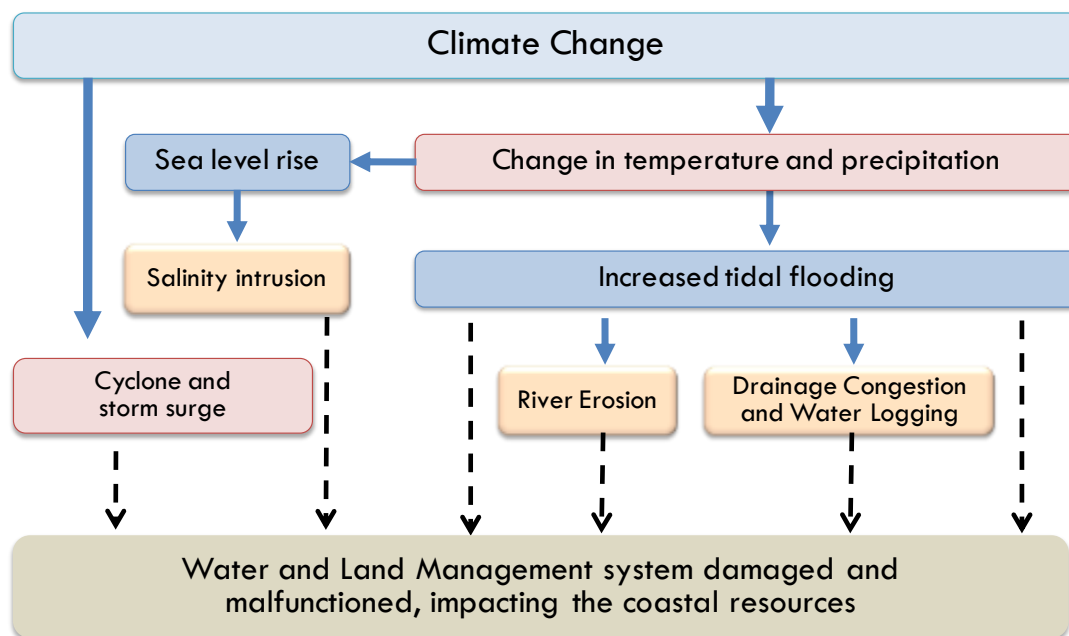 Climate Change
Sea level rise
Change in temperature and precipitation
Salinity intrusion
Increased tidal flooding
Cyclone and
storm surge
River Erosion
Drainage Congestion
and Water Logging
Water and Land Management system damaged and
malfunctioned, impacting the coastal resources